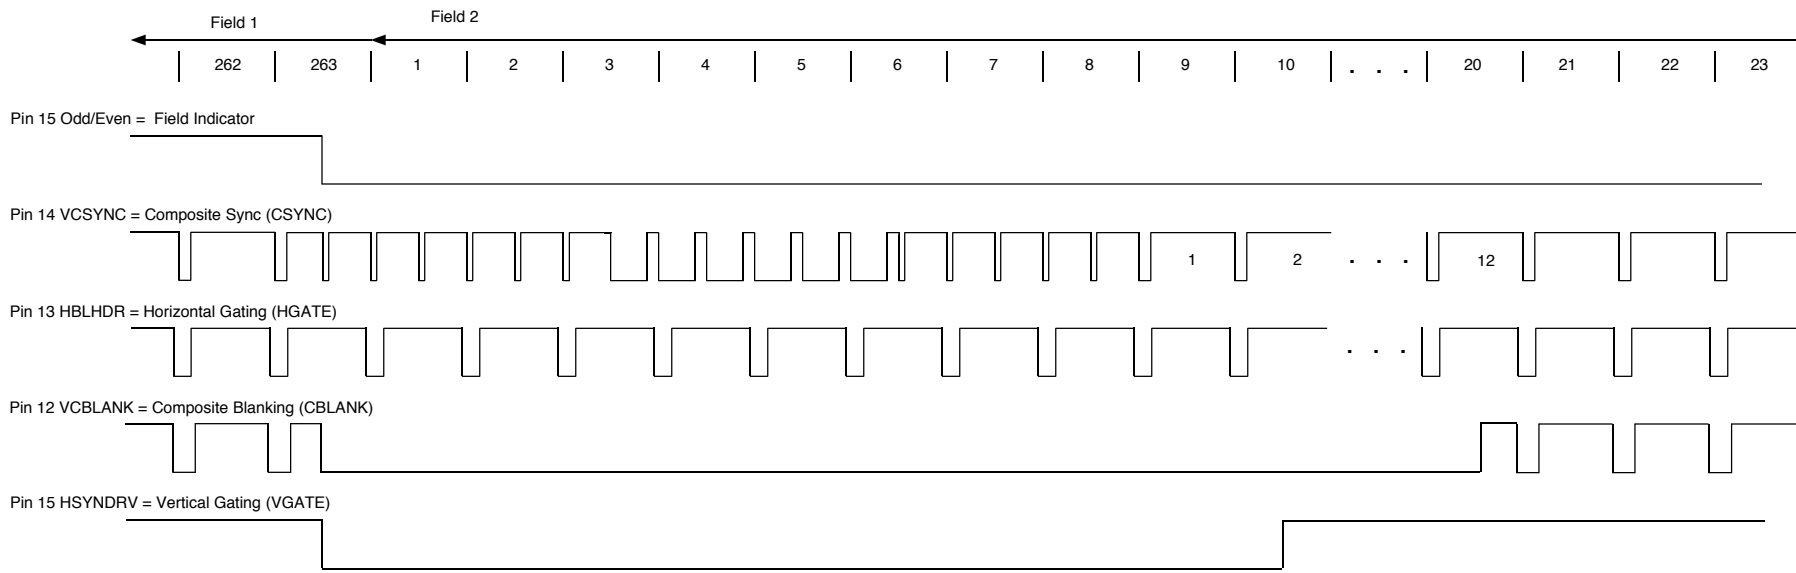 Field 1
Field 2
262 263 1 2 3 4 5 6 7 8 9 10 . . . 20 21 22 23
Pin 15 Odd/Even = Field Indicator
Pin 14 VCSYNC = Composite Sync (CSYNC)
1 2 . . . 12
Pin 13 HBLHDR = Horizontal Gating (HGATE)
. . .
Pin 12 VCBLANK = Composite Blanking (CBLANK)
Pin 15 HSYNDRV = Vertical Gating (VGATE)